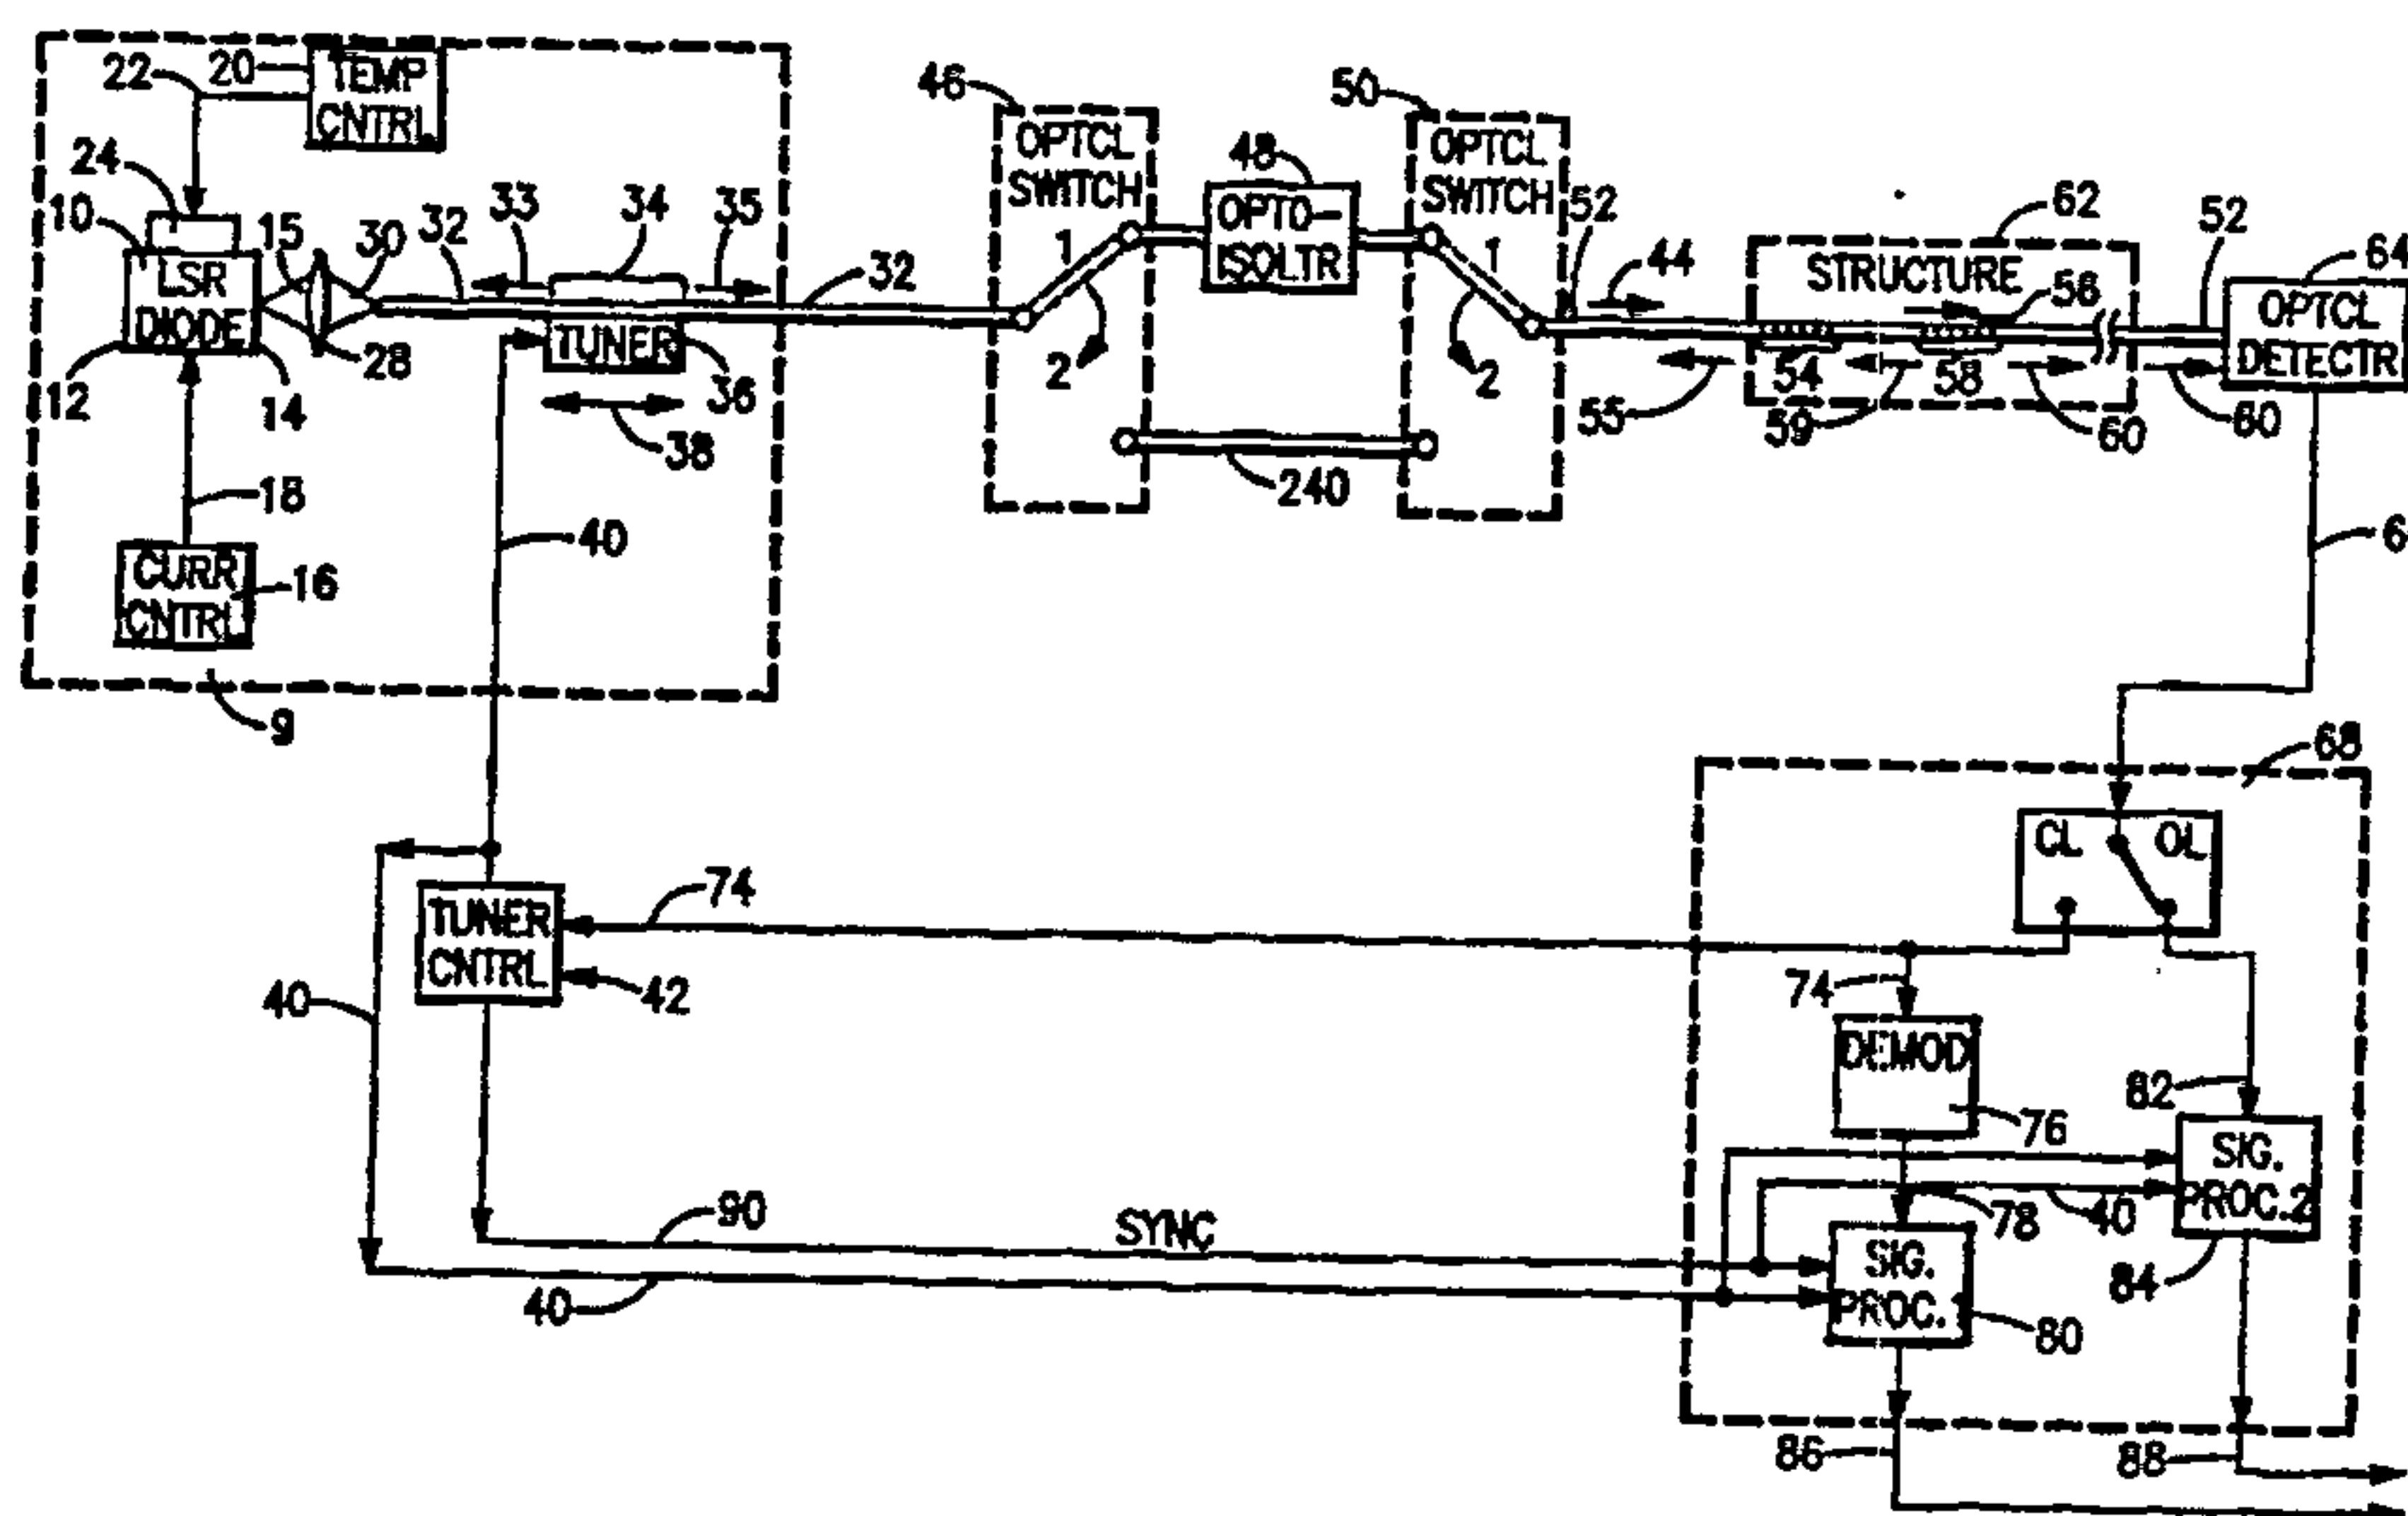 22
20
TEMP
CNTRL
24
10
15
30
32
33
34
35
LSR
DIODE
TUNER
12
14
28
36
38
32
18
40
CURR
CNTRL
16
9
46
OPTCL
SWITCH
1
2
48
OPTO-
ISOLTR
50
OPTCL
SWITCH
1
2
240
52
44
62
STRUCTURE
56
52
64
OPTCL
DETECTR
55
54
59
58
60
60
68
CL
OL
TUNER
CNTRL
74
42
40
74
DEMOD
76
82
SIG.
PROC.2
78
40
84
90
SYNC
40
SIG.
PROC.1
80
86
88